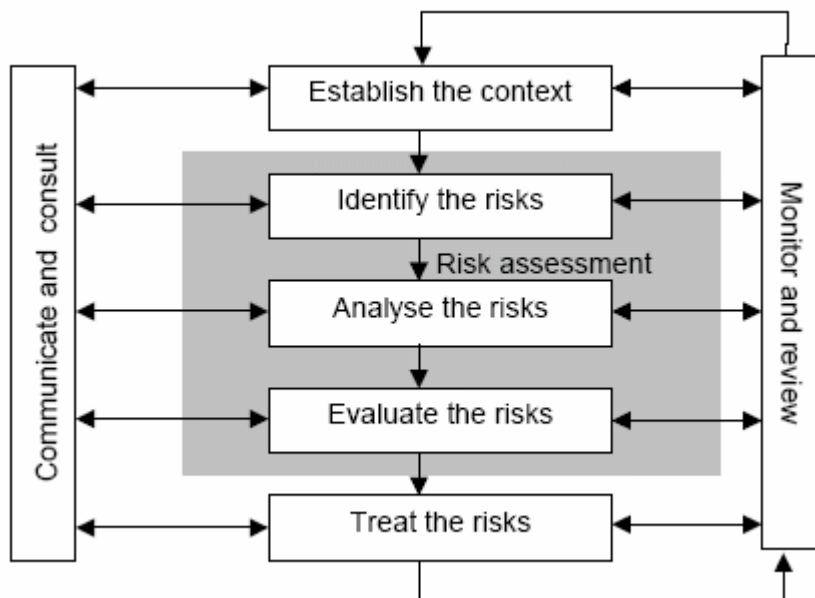 Establish the context
Communicate and consult
Identify the risks
Monitor and review
Risk assessment
Analyse the risks
Evaluate the risks
Treat the risks